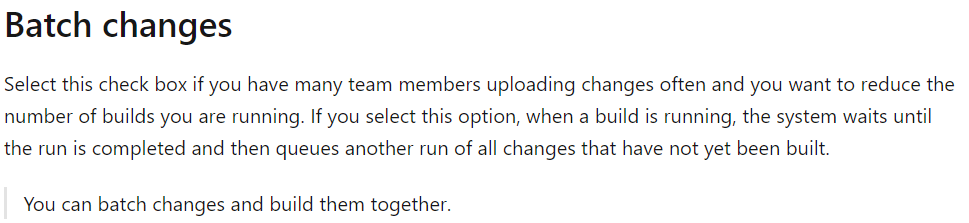 Batch changes
Select this check box if you have many team members uploading changes often and you want to reduce the
number of builds you are running. If you select this option, when a build is running, the system waits until
the run is completed and then queues another run of all changes that have not yet been built.
You can batch changes and build them together.